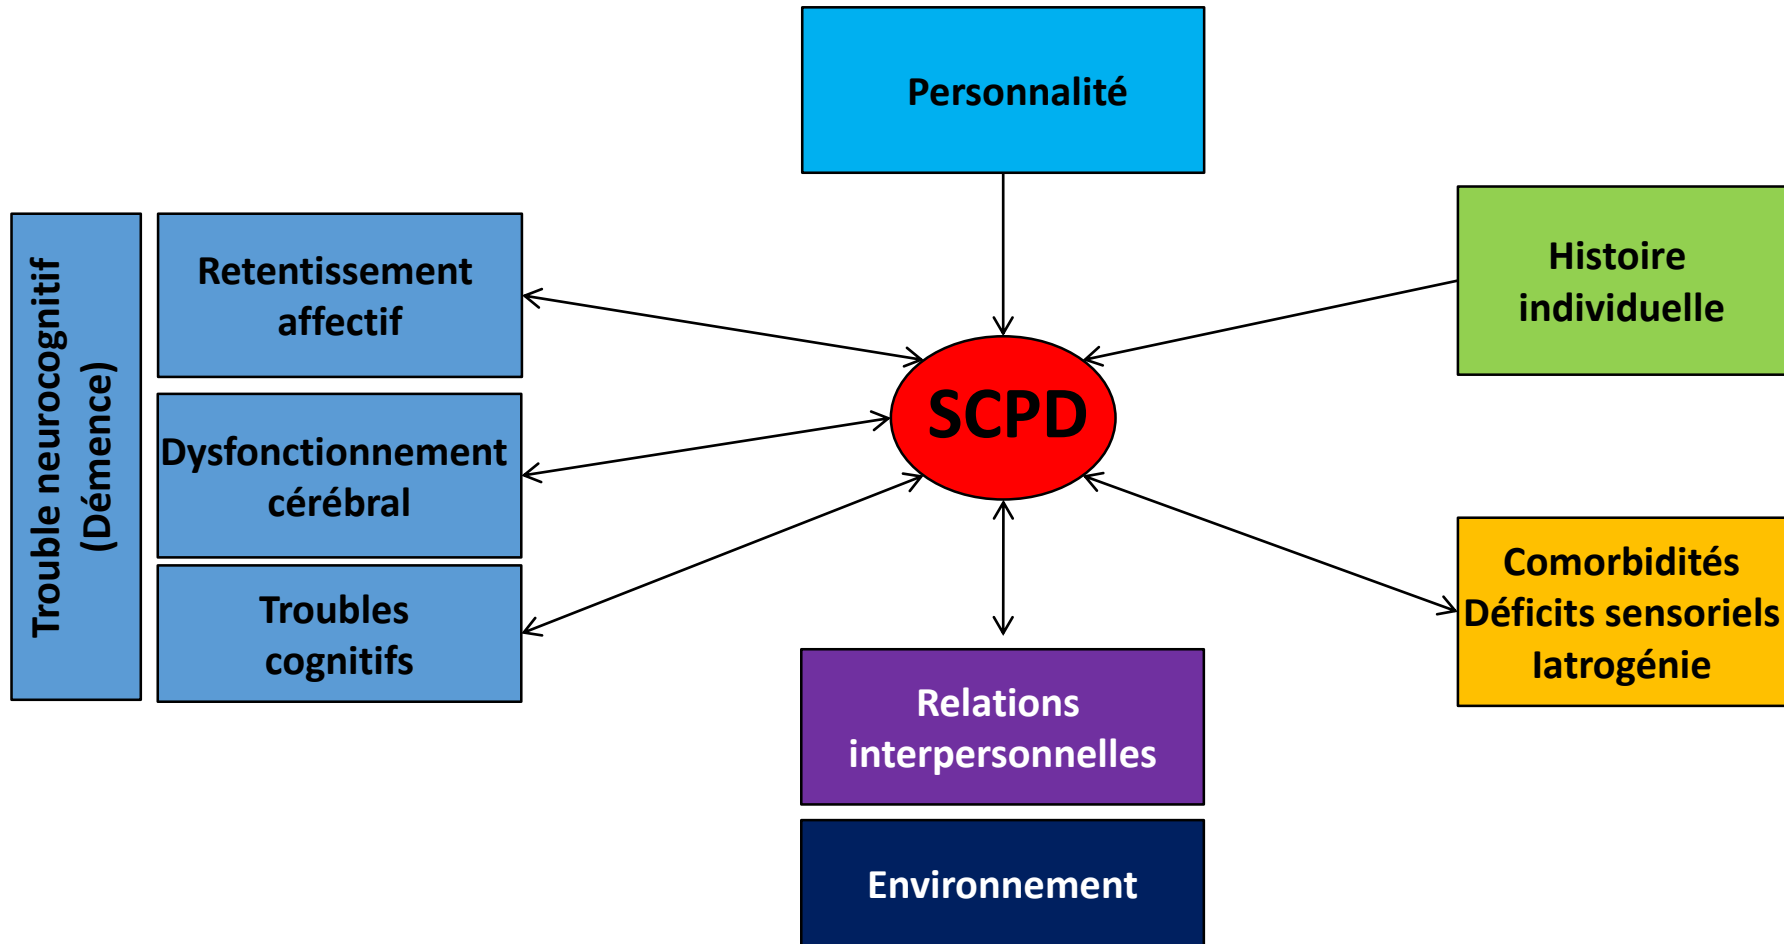 Personnalité
Trouble neurocognitif
(Démence)
Retentissement
affectif
Dysfonctionnement
cérébral
Troubles
cognitifs
SCPD
Histoire
individuelle
Comorbidités
Déficits sensoriels
Iatrogénie
Relations
interpersonnelles
Environnement